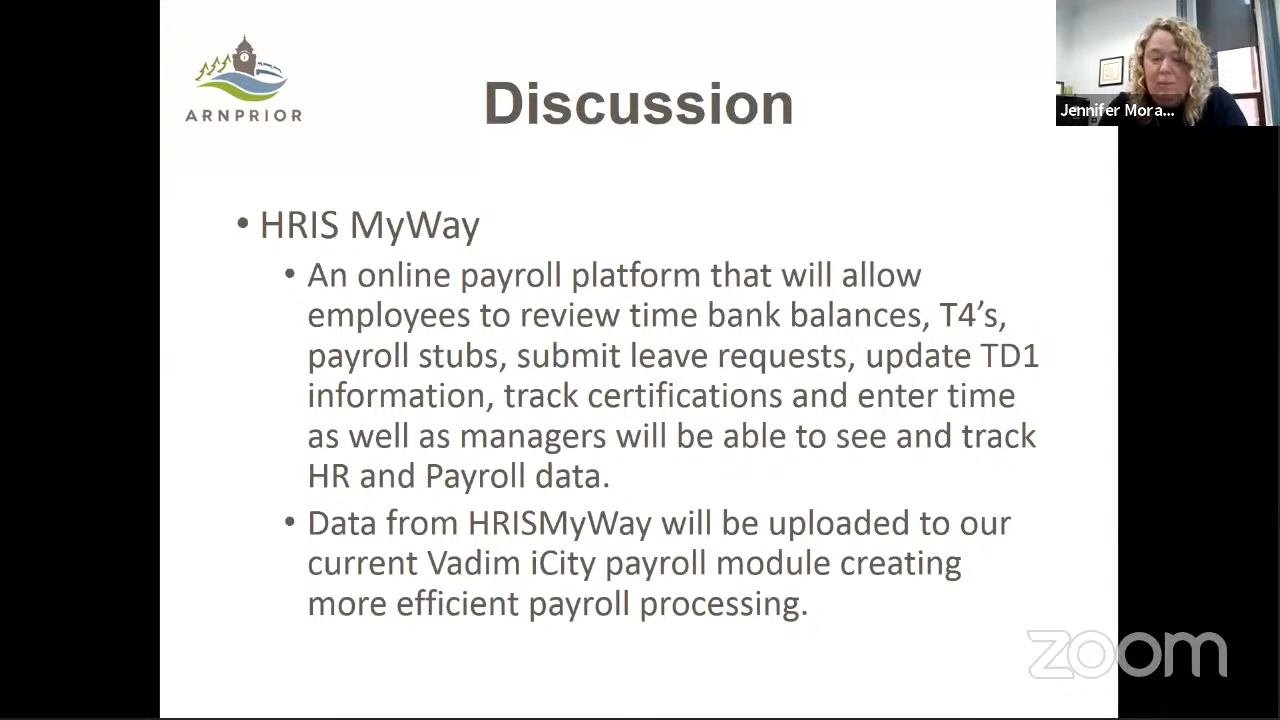 ARNPRIOR
Discussion
Jennifer Mora...
• HRIS MyWay
• An online payroll platform that will allow
employees to review time bank balances, T4’s,
payroll stubs, submit leave requests, update TD1
information, track certifications and enter time
as well as managers will be able to see and track
HR and Payroll data.
• Data from HRISMyWay will be uploaded to our
current Vadim iCity payroll module creating
more efficient payroll processing.
zoom